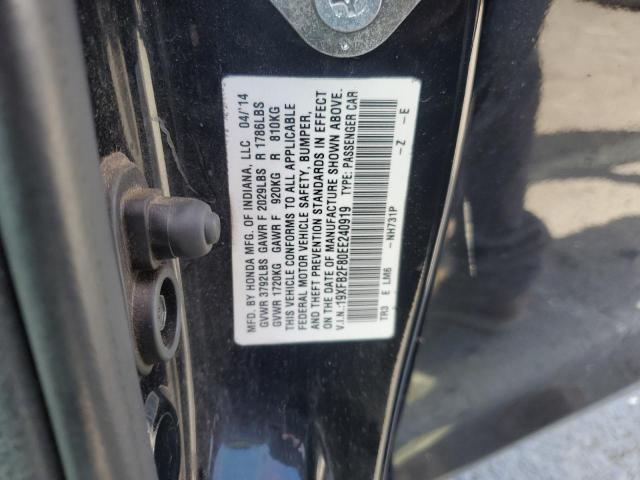 MFD. BY HONDA MFG. OF INDIANA, LLC 04/'14
GVWR 3792LBS GAWR F 2029LBS R 1786LBS
GVWR 1720KG GAWR F 920KG R 810KG
THIS VEHICLE CONFORMS TO ALL APPLICABLE
FEDERAL MOTOR VEHICLE SAFETY, BUMPER,
AND THEFT PREVENTION STANDARDS IN EFFECT
ON THE DATE OF MANUFACTURE SHOWN ABOVE.
V.I.N.:19XFB2F80EE240919 TYPE: PASSENGER CAR
TR3 E LM6 -NH731P -Z -E